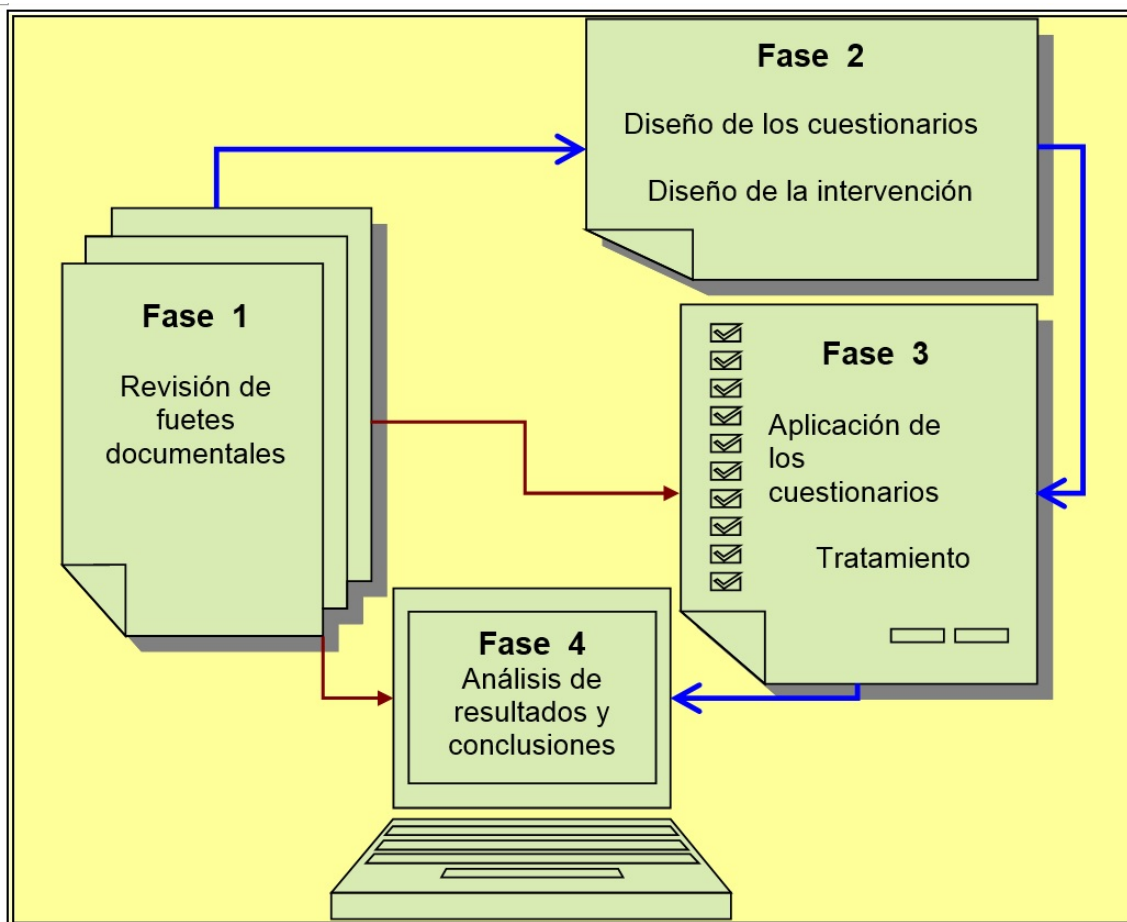 Fase 1
Revisión de
fuetes
documentales
Fase 2
Diseño de los cuestionarios
Diseño de la intervención
Fase 3
Aplicación de
los
cuestionarios
Tratamiento
Fase 4
Análisis de
resultados y
conclusiones